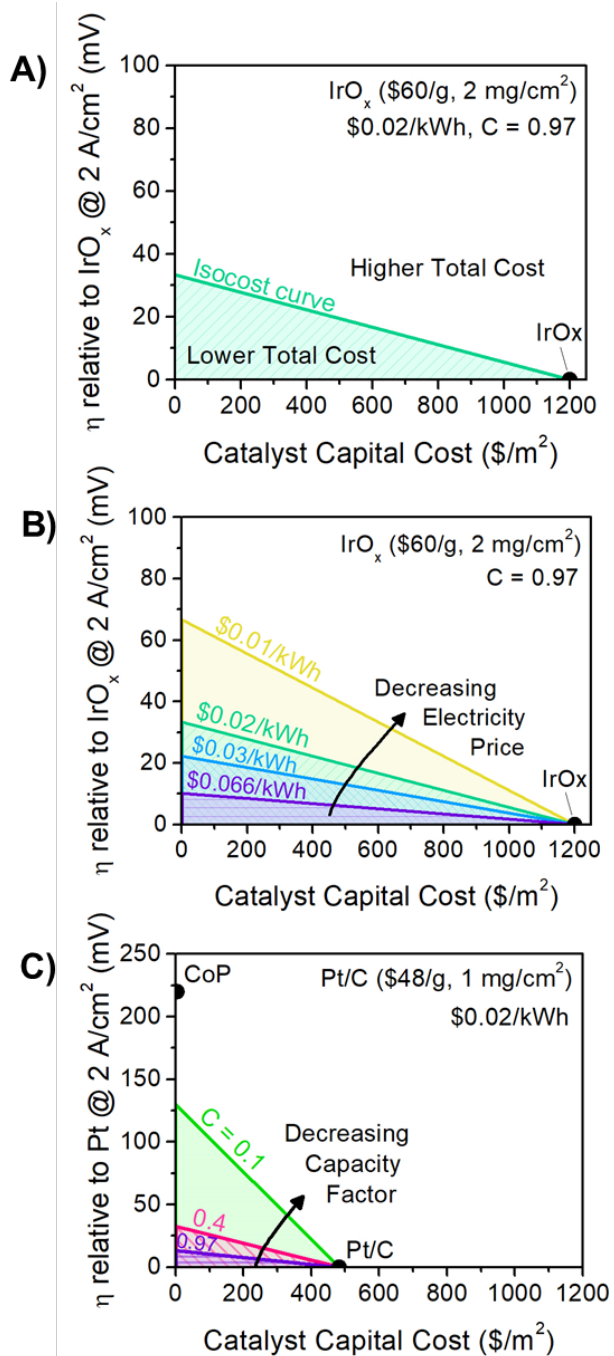 A)
η relative to IrOₓ @ 2 A/cm² (mV)
100
80
60
40
20
0
IrOₓ ($60/g, 2 mg/cm²)
$0.02/kWh, C = 0.97
Isocost curve
Higher Total Cost
Lower Total Cost
IrOx
0 200 400 600 800 1000 1200
Catalyst Capital Cost ($/m²)
B)
η relative to IrOₓ @ 2 A/cm² (mV)
100
80
60
40
20
0
IrOₓ ($60/g, 2 mg/cm²)
C = 0.97
$0.01/kWh
$0.02/kWh
$0.03/kWh
$0.066/kWh
Decreasing
Electricity
Price
IrOx
0 200 400 600 800 1000 1200
Catalyst Capital Cost ($/m²)
C)
η relative to Pt @ 2 A/cm² (mV)
250
200
150
100
50
0
CoP
Pt/C ($48/g, 1 mg/cm²)
$0.02/kWh
C = 0.1
0.4
0.97
Decreasing
Capacity
Factor
Pt/C
0 200 400 600 800 1000 1200
Catalyst Capital Cost ($/m²)